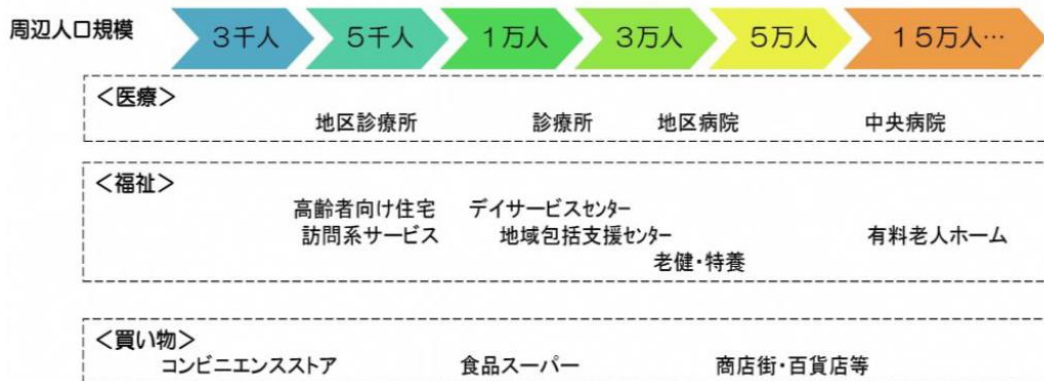 周辺人口規模 3千人 5千人 1万人 3万人 5万人 15万人…
＜医療＞
地区診療所 診療所 地区病院 中央病院
＜福祉＞
高齢者向け住宅 デイサービスセンター
訪問系サービス 地域包括支援センター 有料老人ホーム
老健・特養
＜買い物＞
コンビニエンスストア 食品スーパー 商店街・百貨店等